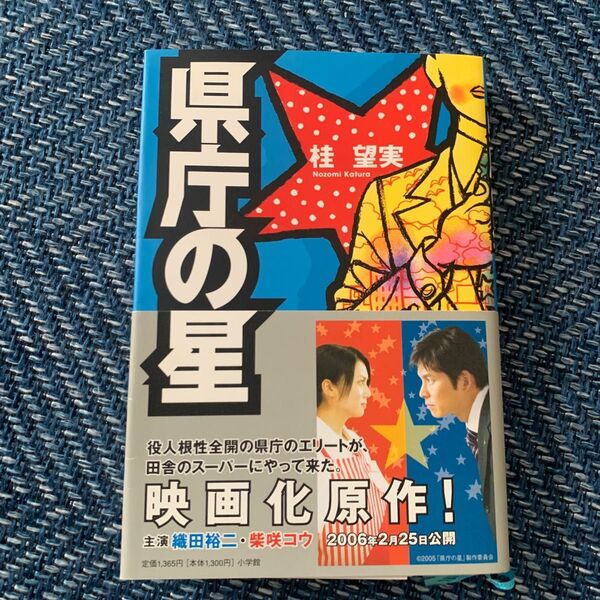 県庁の星
桂 望実
Nozomi Katura
役人根性全開の県庁のエリートが、
田舎のスーパーにやって来た。
映画化原作!
主演 織田裕二・柴咲コウ 2006年2月25日公開
定価1,365円[本体1,300円]小学館
©2005「県庁の星」製作委員会